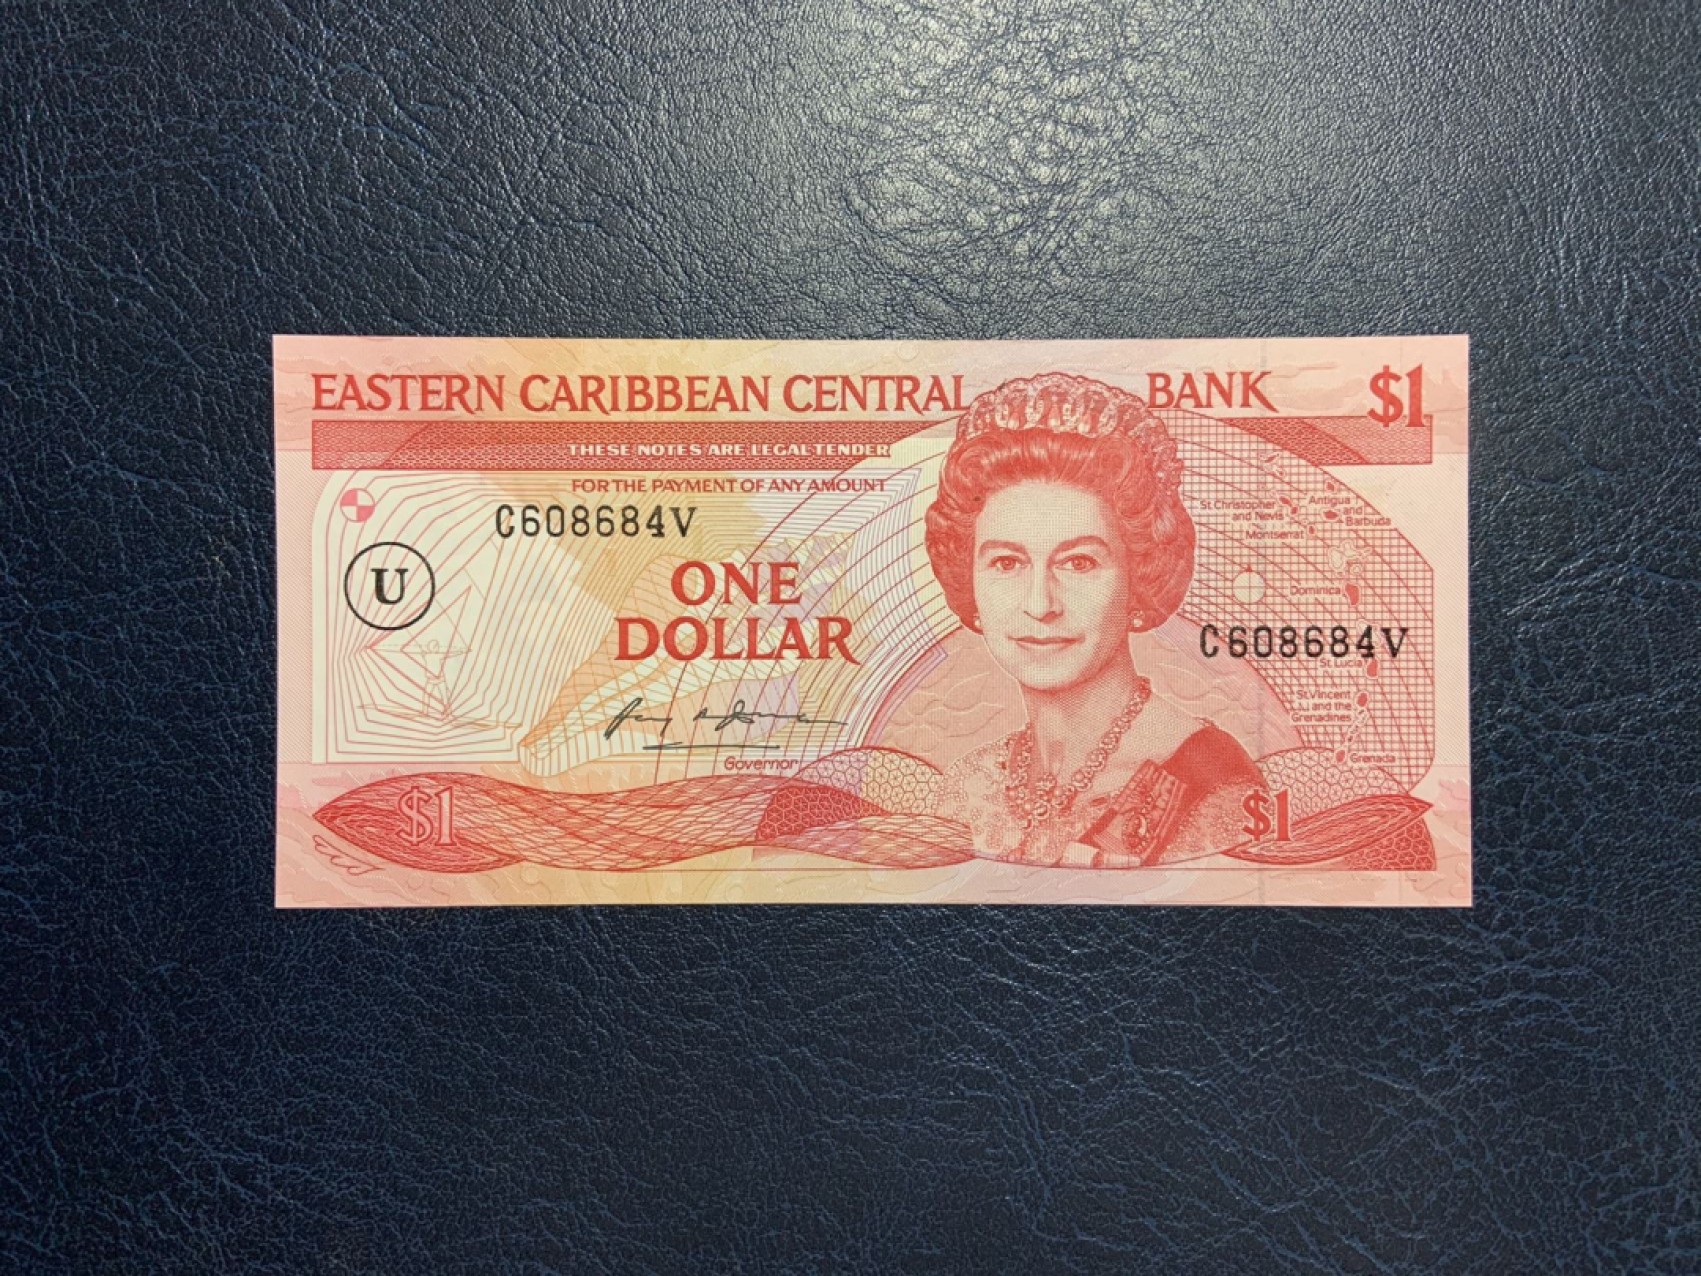 EASTERN CARIBBEAN CENTRAL BANK $1
THESE NOTES ARE LEGAL TENDER
FOR THE PAYMENT OF ANY AMOUNT
C608684V
U
ONE
DOLLAR
Governor
$1
St.Christopher
and Nevis
Antigua
and
Barbuda
Montserrat
Dominica
C608684V
St.Lucia
St.Vincent
and the
Grenadines
Grenada
$1